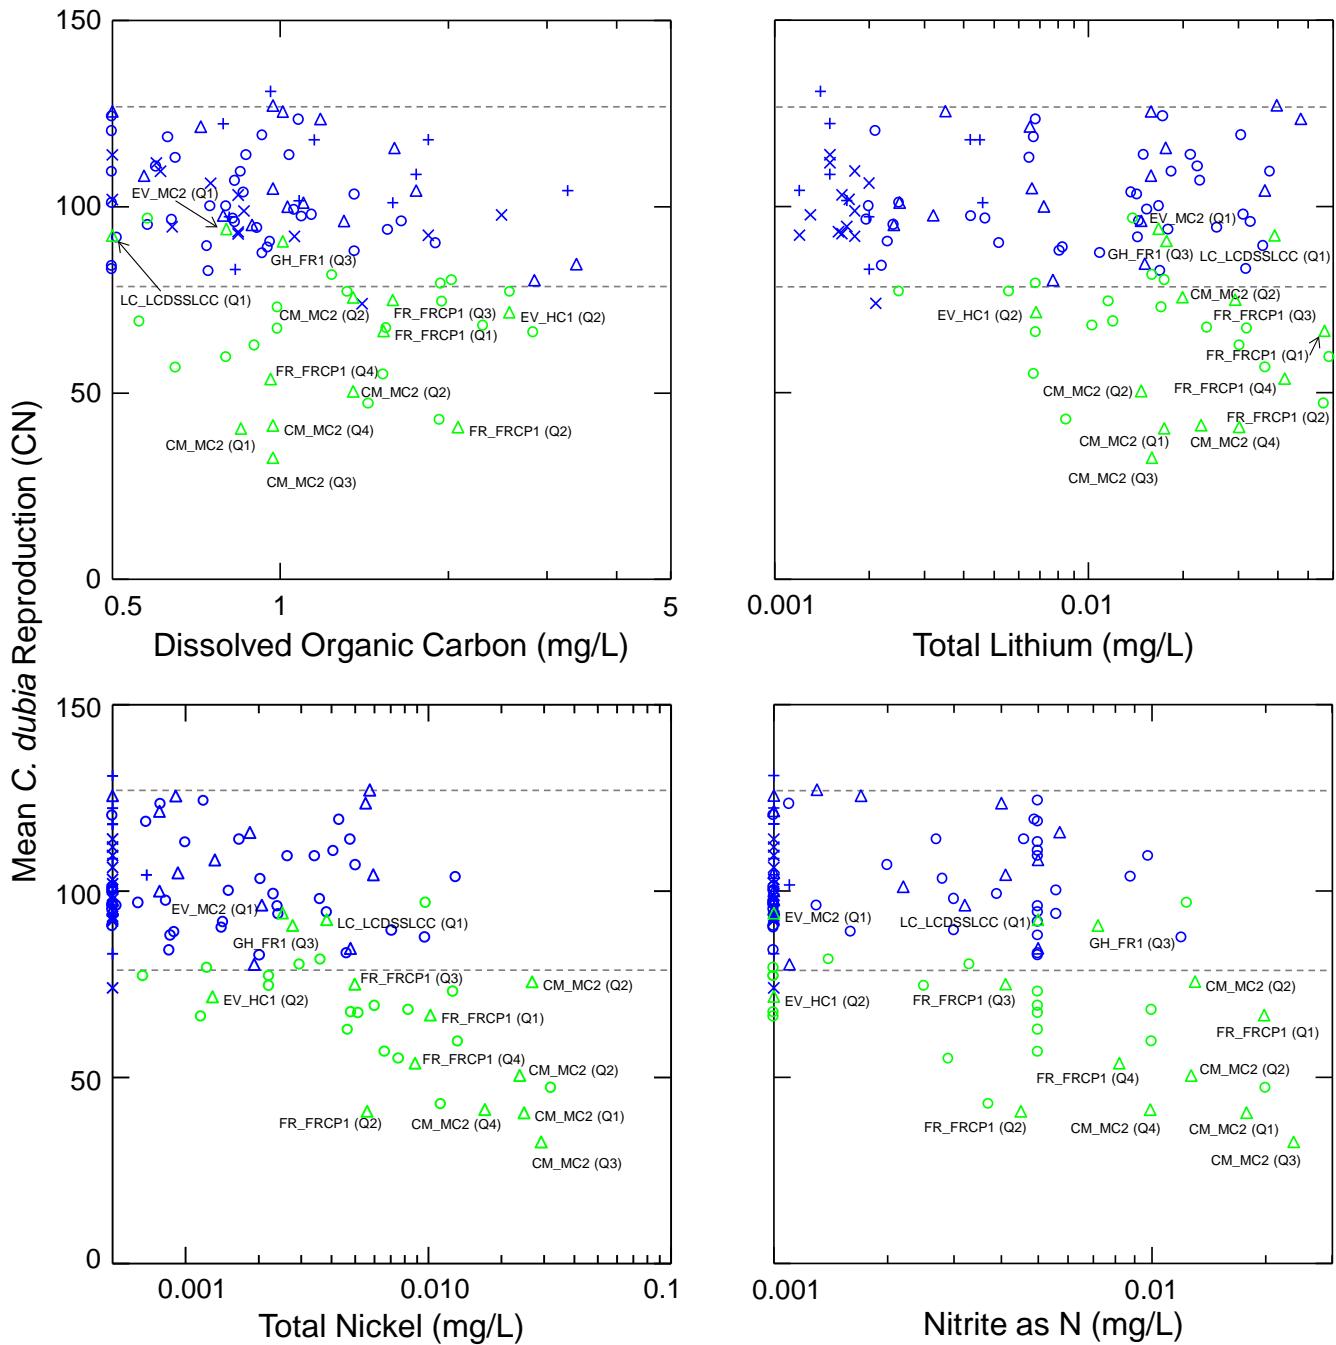 Mean C. dubia Reproduction (CN)
150
100
50
0
EV_MC2 (Q1)
GH_FR1 (Q3)
LC_LCDSSLCC (Q1)
CM_MC2 (Q2)
FR_FRCP1 (Q3)
EV_HC1 (Q2)
FR_FRCP1 (Q1)
FR_FRCP1 (Q4)
CM_MC2 (Q2)
CM_MC2 (Q4)
FR_FRCP1 (Q2)
CM_MC2 (Q1)
CM_MC2 (Q3)
0.5
1
5
Dissolved Organic Carbon (mg/L)
EV_MC2 (Q1)
GH_FR1 (Q3)
LC_LCDSSLCC (Q1)
CM_MC2 (Q2)
EV_HC1 (Q2)
FR_FRCP1 (Q3)
FR_FRCP1 (Q1)
FR_FRCP1 (Q4)
CM_MC2 (Q2)
FR_FRCP1 (Q2)
CM_MC2 (Q1)
CM_MC2 (Q4)
CM_MC2 (Q3)
0.001
0.01
Total Lithium (mg/L)
150
100
50
0
EV_MC2 (Q1)
LC_LCDSSLCC (Q1)
GH_FR1 (Q3)
FR_FRCP1 (Q3)
CM_MC2 (Q2)
EV_HC1 (Q2)
FR_FRCP1 (Q1)
FR_FRCP1 (Q4)
CM_MC2 (Q2)
FR_FRCP1 (Q2)
CM_MC2 (Q4)
CM_MC2 (Q1)
CM_MC2 (Q3)
0.001
0.010
0.1
Total Nickel (mg/L)
EV_MC2 (Q1)
LC_LCDSSLCC (Q1)
GH_FR1 (Q3)
FR_FRCP1 (Q3)
CM_MC2 (Q2)
EV_HC1 (Q2)
FR_FRCP1 (Q1)
FR_FRCP1 (Q4)
CM_MC2 (Q2)
FR_FRCP1 (Q2)
CM_MC2 (Q4)
CM_MC2 (Q1)
CM_MC2 (Q3)
0.001
0.01
Nitrite as N (mg/L)